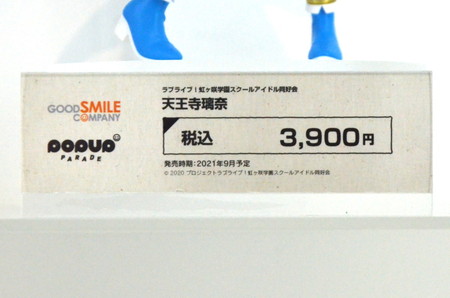 GOOD SMILE
COMPANY
POPUP
PARADE
ラブライブ！虹ヶ咲学園スクールアイドル同好会
天王寺璃奈
税込 3,900円
発売時期：2021年9月予定
© 2020 プロジェクトラブライブ！虹ヶ咲学園スクールアイドル同好会